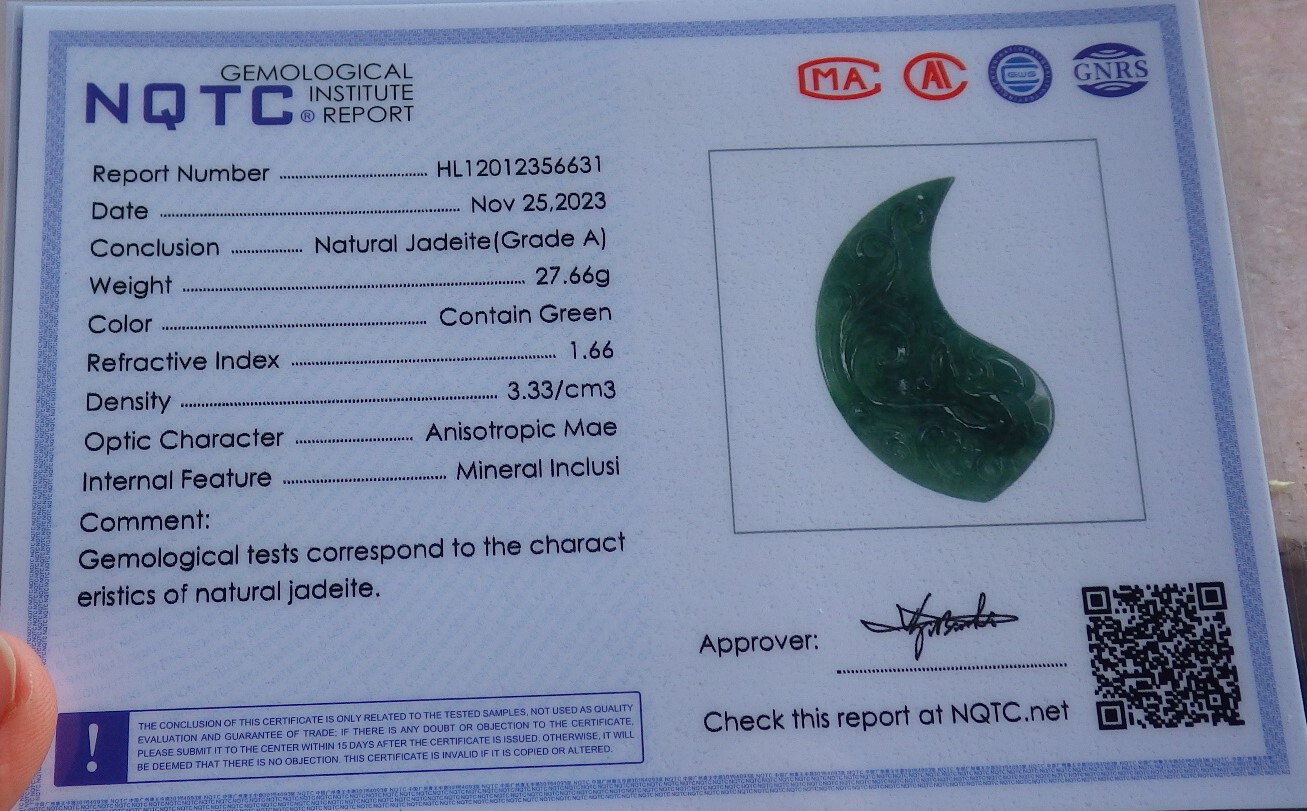 GEMOLOGICAL
NQTC® INSTITUTE
REPORT
MA
GNRS
Report Number ........ HL12012356631
Date ........ Nov 25,2023
Conclusion ........ Natural Jadeite(Grade A)
Weight ........ 27.66g
Color ........ Contain Green
Refractive Index ........ 1.66
Density ........ 3.33/cm3
Optic Character ........ Anisotropic Mae
Internal Feature ........ Mineral Inclusi
Comment:
Gemological tests correspond to the charact
eristics of natural jadeite.
Approver:
Check this report at NQTC.net
! THE CONCLUSION OF THIS CERTIFICATE IS ONLY RELATED TO THE TESTED SAMPLES, NOT USED AS QUALITY
EVALUATION AND GUARANTEE OF TRADE; IF THERE IS ANY DOUBT OR OBJECTION TO THE CERTIFICATE,
PLEASE SUBMIT IT TO THE CENTER WITHIN 15 DAYS AFTER THE CERTIFICATE IS ISSUED. OTHERWISE, IT WILL
BE DEEMED THAT THERE IS NO OBJECTION. THIS CERTIFICATE IS INVALID IF IT IS COPIED OR ALTERED.